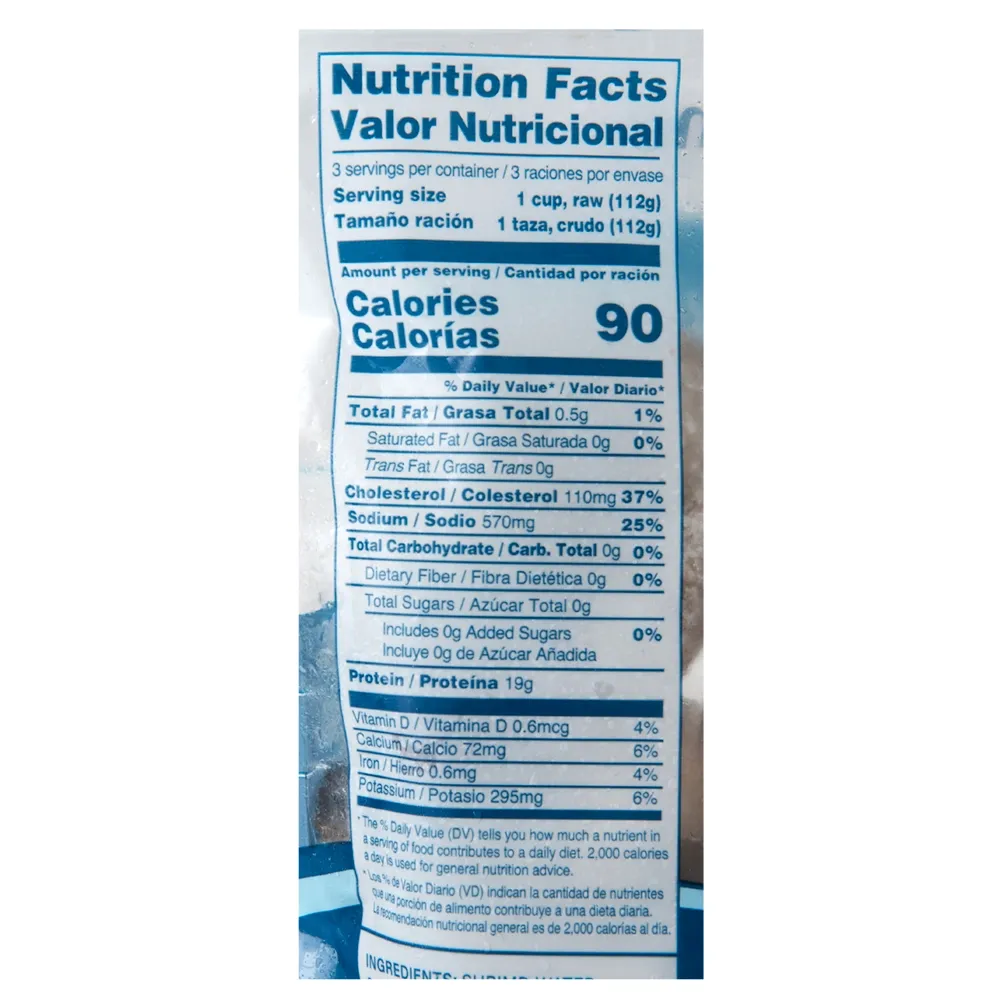 Nutrition Facts
Valor Nutricional
3 servings per container / 3 raciones por envase
Serving size 1 cup, raw (112g)
Tamaño ración 1 taza, crudo (112g)
Amount per serving / Cantidad por ración
Calories
Calorías 90
% Daily Value* / Valor Diario*
Total Fat / Grasa Total 0.5g 1%
Saturated Fat / Grasa Saturada 0g 0%
Trans Fat / Grasa Trans 0g
Cholesterol / Colesterol 110mg 37%
Sodium / Sodio 570mg 25%
Total Carbohydrate / Carb. Total 0g 0%
Dietary Fiber / Fibra Dietética 0g 0%
Total Sugars / Azúcar Total 0g
Includes 0g Added Sugars 0%
Incluye 0g de Azúcar Añadida
Protein / Proteína 19g
Vitamin D / Vitamina D 0.6mcg 4%
Calcium / Calcio 72mg 6%
Iron / Hierro 0.6mg 4%
Potassium / Potasio 295mg 6%
* The % Daily Value (DV) tells you how much a nutrient in
a serving of food contributes to a daily diet. 2,000 calories
a day is used for general nutrition advice.
* Los % de Valor Diario (VD) indican la cantidad de nutrientes
que una porción de alimento contribuye a una dieta diaria.
La recomendación nutricional general es de 2,000 calorías al día.
INGREDIENTS: SHRIMP, WATER